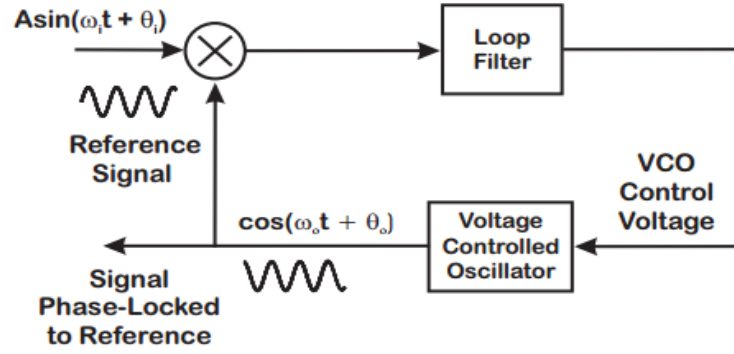 Asin(ωᵢt + θᵢ)
Loop
Filter
Reference
Signal
VCO
Control
Voltage
cos(ωₒt + θₒ)
Voltage
Controlled
Oscillator
Signal
Phase-Locked
to Reference